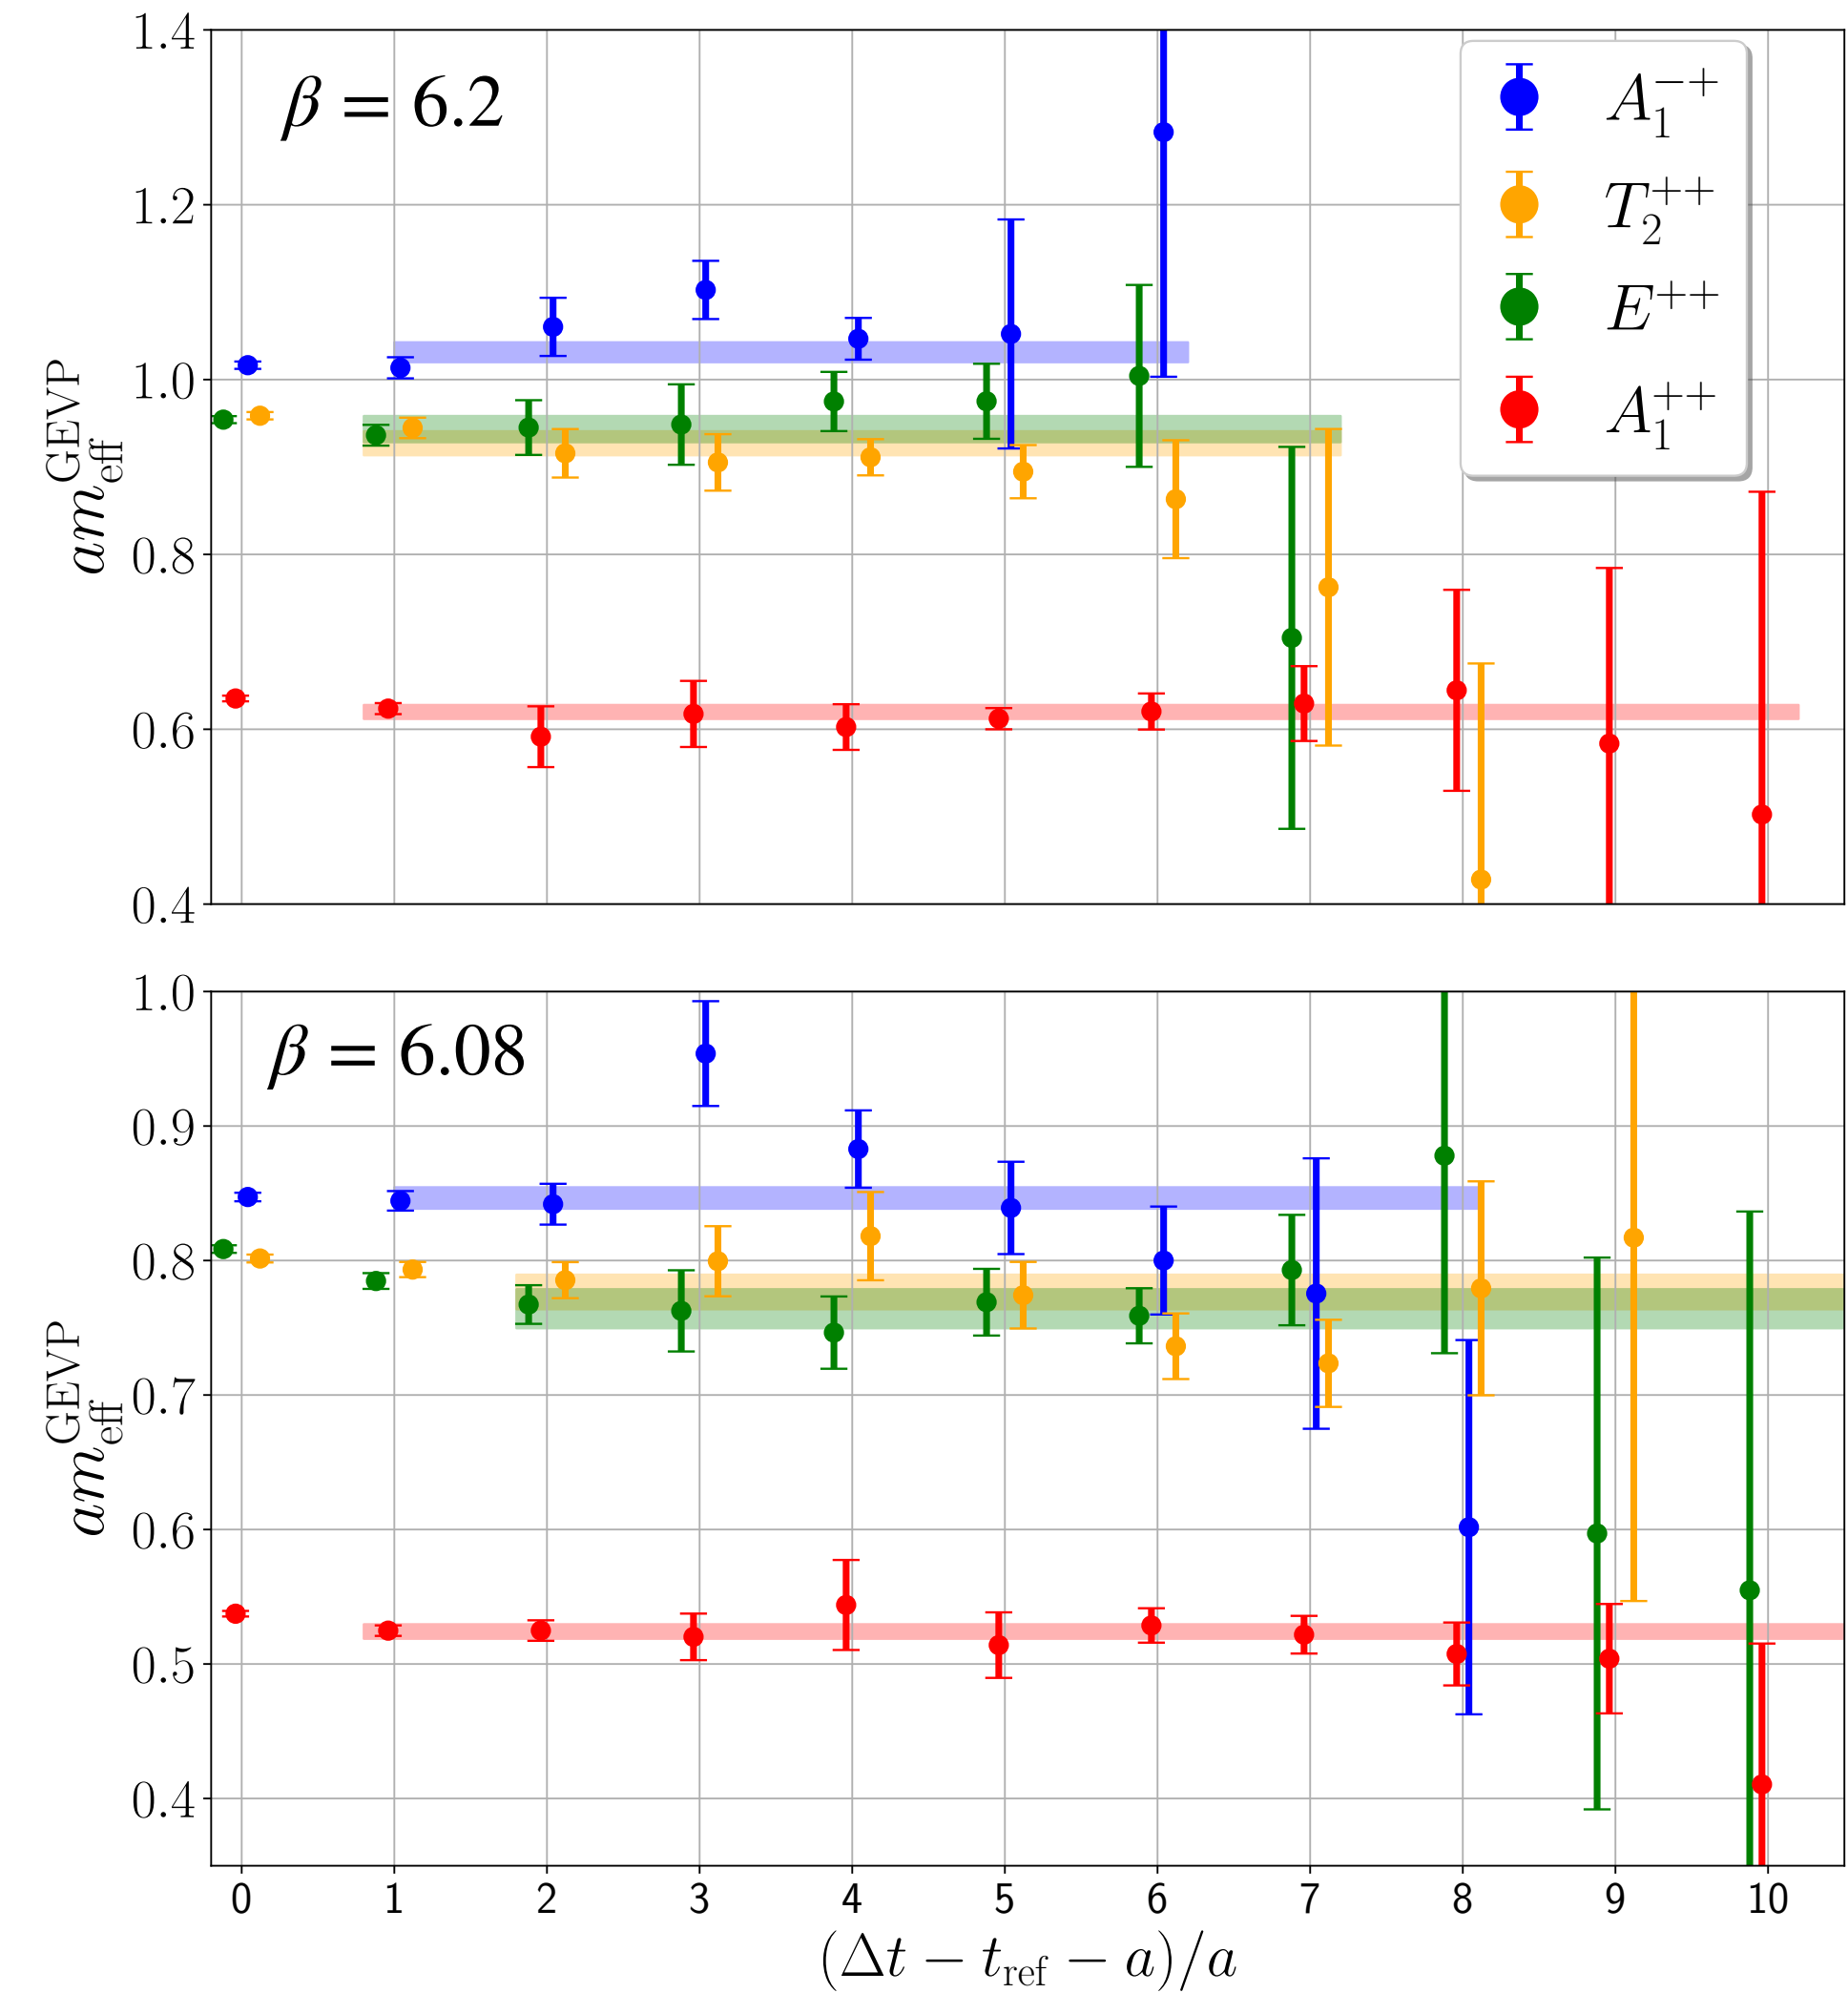 1.4
β = 6.2
1.2
1.0
0.8
0.6
0.4
am_eff^GEVP
A_1^{−+}
T_2^{++}
E^{++}
A_1^{++}
1.0
β = 6.08
0.9
0.8
0.7
0.6
0.5
0.4
am_eff^GEVP
0 1 2 3 4 5 6 7 8 9 10
(Δt − t_ref − a)/a